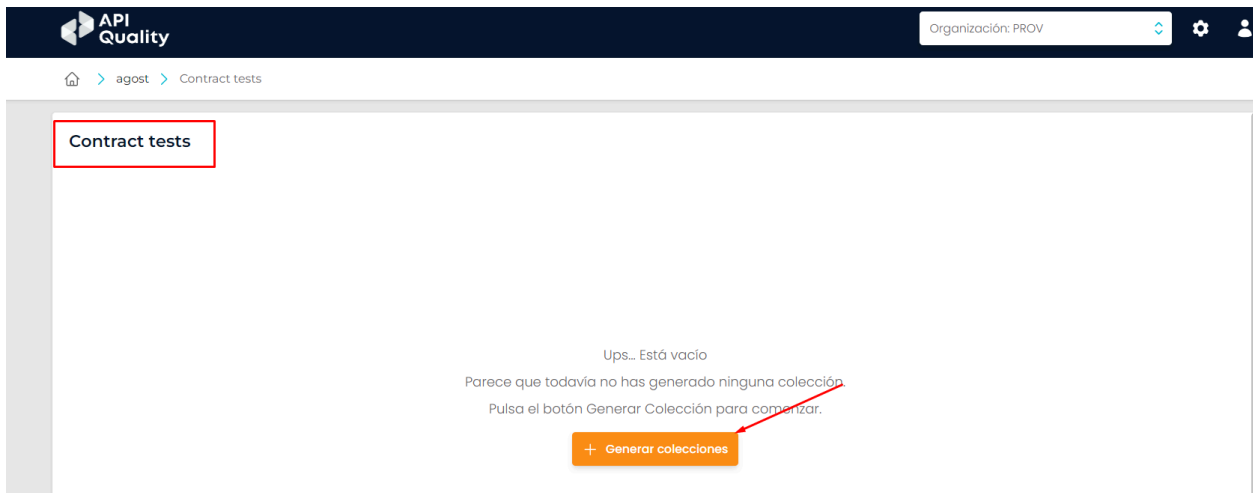 API
Quality
Organización: PROV
agost > Contract tests
Contract tests
Ups... Está vacío
Parece que todavía no has generado ninguna colección.
Pulsa el botón Generar Colección para comenzar.
+ Generar colecciones